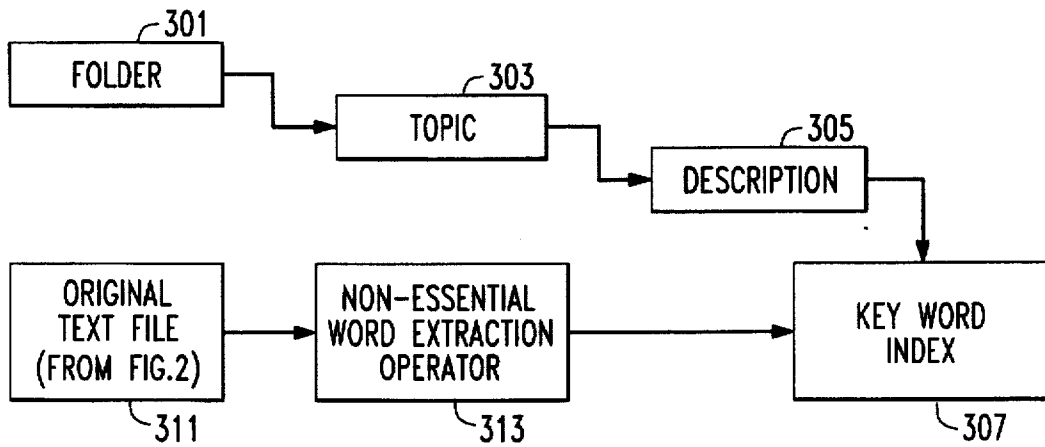 301
FOLDER
303
TOPIC
305
DESCRIPTION
ORIGINAL
TEXT FILE
(FROM FIG.2)
311
NON-ESSENTIAL
WORD EXTRACTION
OPERATOR
313
KEY WORD
INDEX
307